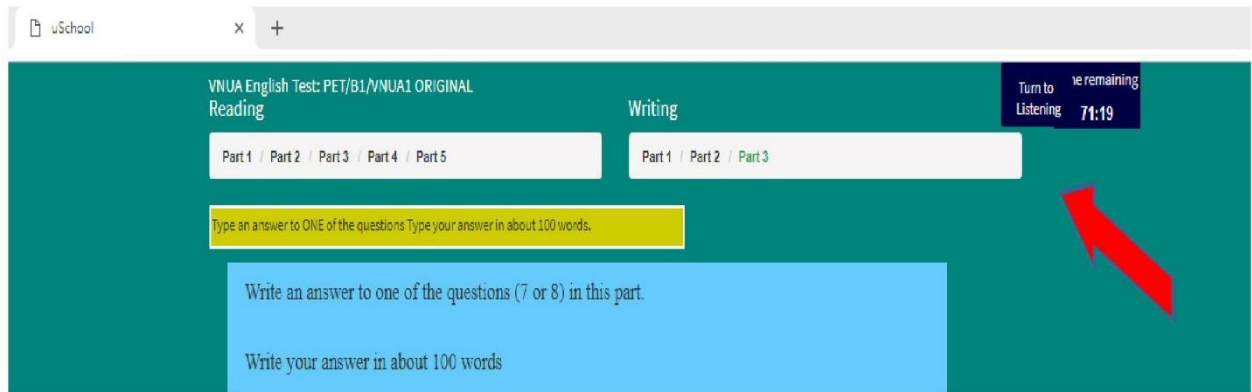 uSchool
VNUA English Test: PET/B1/VNUA1 ORIGINAL
Reading
Writing
Turn to
Listening
remaining
71:19
Part 1 / Part 2 / Part 3 / Part 4 / Part 5
Part 1 / Part 2 / Part 3
Type an answer to ONE of the questions Type your answer in about 100 words.
Write an answer to one of the questions (7 or 8) in this part.
Write your answer in about 100 words